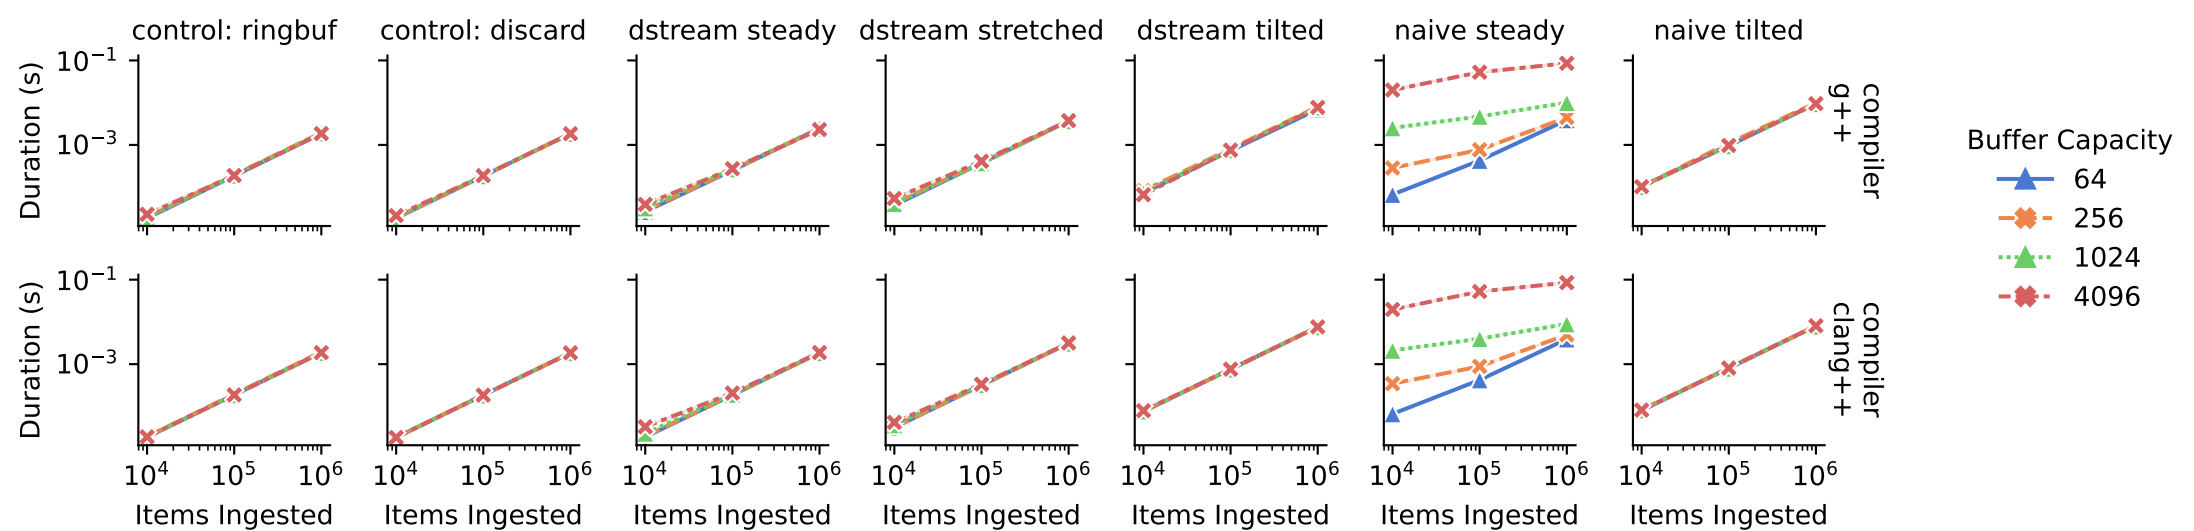 control: ringbuf
control: discard
dstream steady
dstream stretched
dstream tilted
naive steady
naive tilted
Duration (s)
10⁻¹
10⁻³
compiler
g++
Duration (s)
10⁻¹
10⁻³
compiler
clang++
10⁴ 10⁵ 10⁶
10⁴ 10⁵ 10⁶
10⁴ 10⁵ 10⁶
10⁴ 10⁵ 10⁶
10⁴ 10⁵ 10⁶
10⁴ 10⁵ 10⁶
10⁴ 10⁵ 10⁶
Items Ingested
Items Ingested
Items Ingested
Items Ingested
Items Ingested
Items Ingested
Items Ingested
Buffer Capacity
64
256
1024
4096